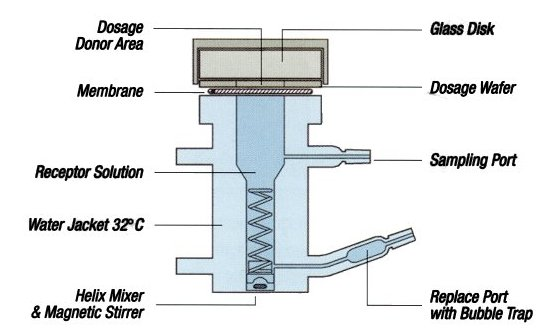 Dosage
Donor Area
Glass Disk
Membrane
Dosage Wafer
Receptor Solution
Sampling Port
Water Jacket 32°C
Helix Mixer
& Magnetic Stirrer
Replace Port
with Bubble Trap